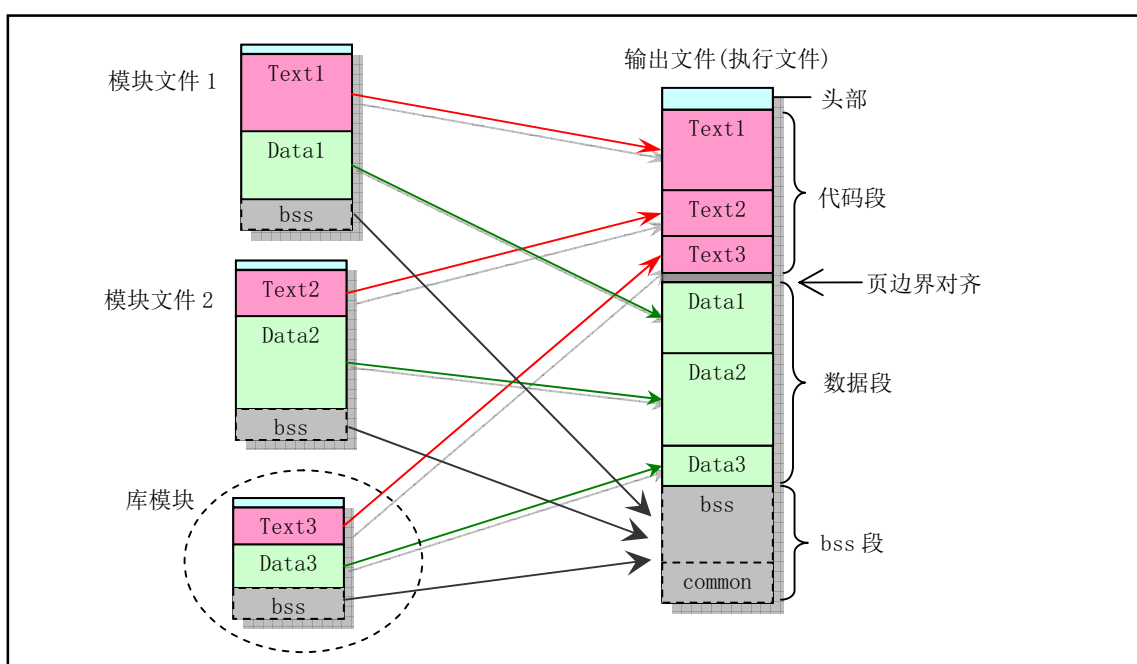 模块文件 1
Text1
Data1
bss
模块文件 2
Text2
Data2
bss
库模块
Text3
Data3
bss
输出文件(执行文件)
头部
Text1
Text2
Text3
代码段
页边界对齐
Data1
Data2
Data3
数据段
bss
common
bss 段